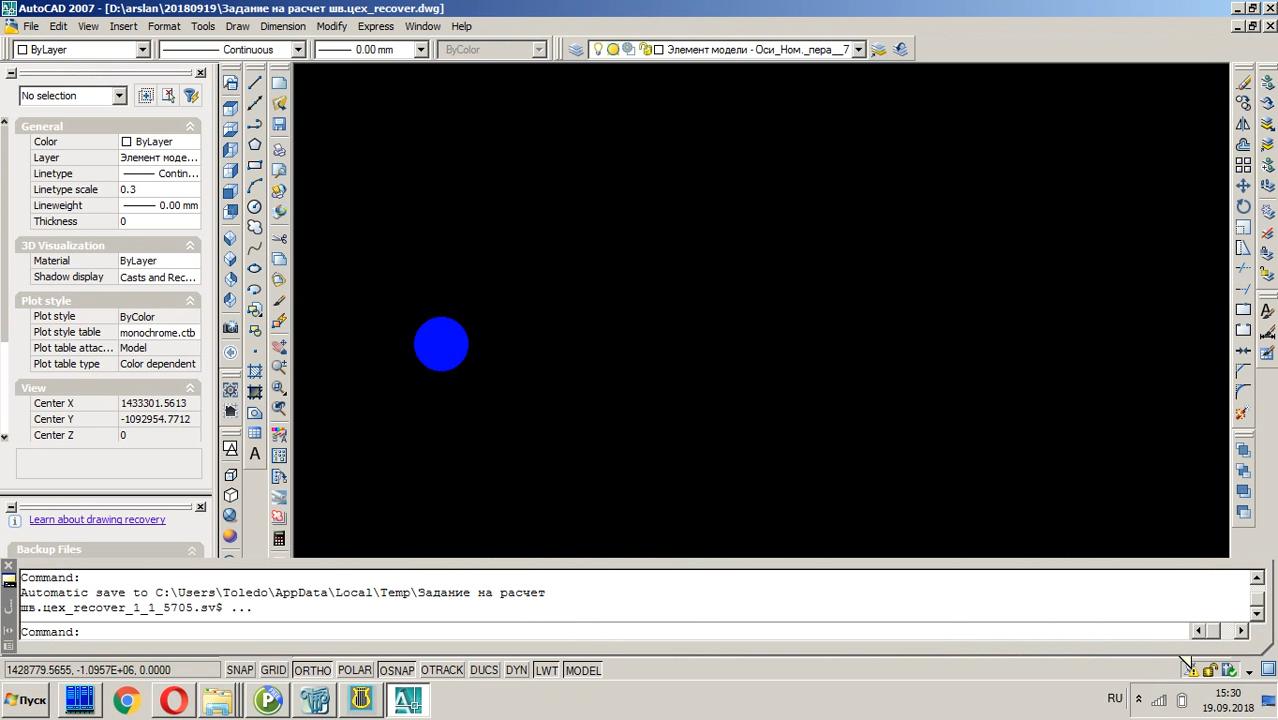 AutoCAD 2007 - [D:\arslan\20180919\Задание на расчет шв.цех_recover.dwg]
File Edit View Insert Format Tools Draw Dimension Modify Express Window Help
ByLayer Continuous 0.00 mm ByColor Элемент модели - Оси_Ном._пера__7
No selection
General
Color ByLayer
Layer Элемент моде...
Linetype Contin...
Linetype scale 0.3
Lineweight 0.00 mm
Thickness 0
3D Visualization
Material ByLayer
Shadow display Casts and Rec...
Plot style
Plot style ByColor
Plot style table monochrome.ctb
Plot table attac... Model
Plot table type Color dependent
View
Center X 1433301.5613
Center Y -1092954.7712
Center Z 0
Learn about drawing recovery
Backup Files
Command:
Automatic save to C:\Users\Toledo\AppData\Local\Temp\Задание на расчет
шв.цех_recover_1_1_5705.sv$ ...
Command:
1428779.5655, -1.0957E+06, 0.0000 SNAP GRID ORTHO POLAR OSNAP OTRACK DUCS DYN LWT MODEL
Пуск RU 15:30
19.09.2018